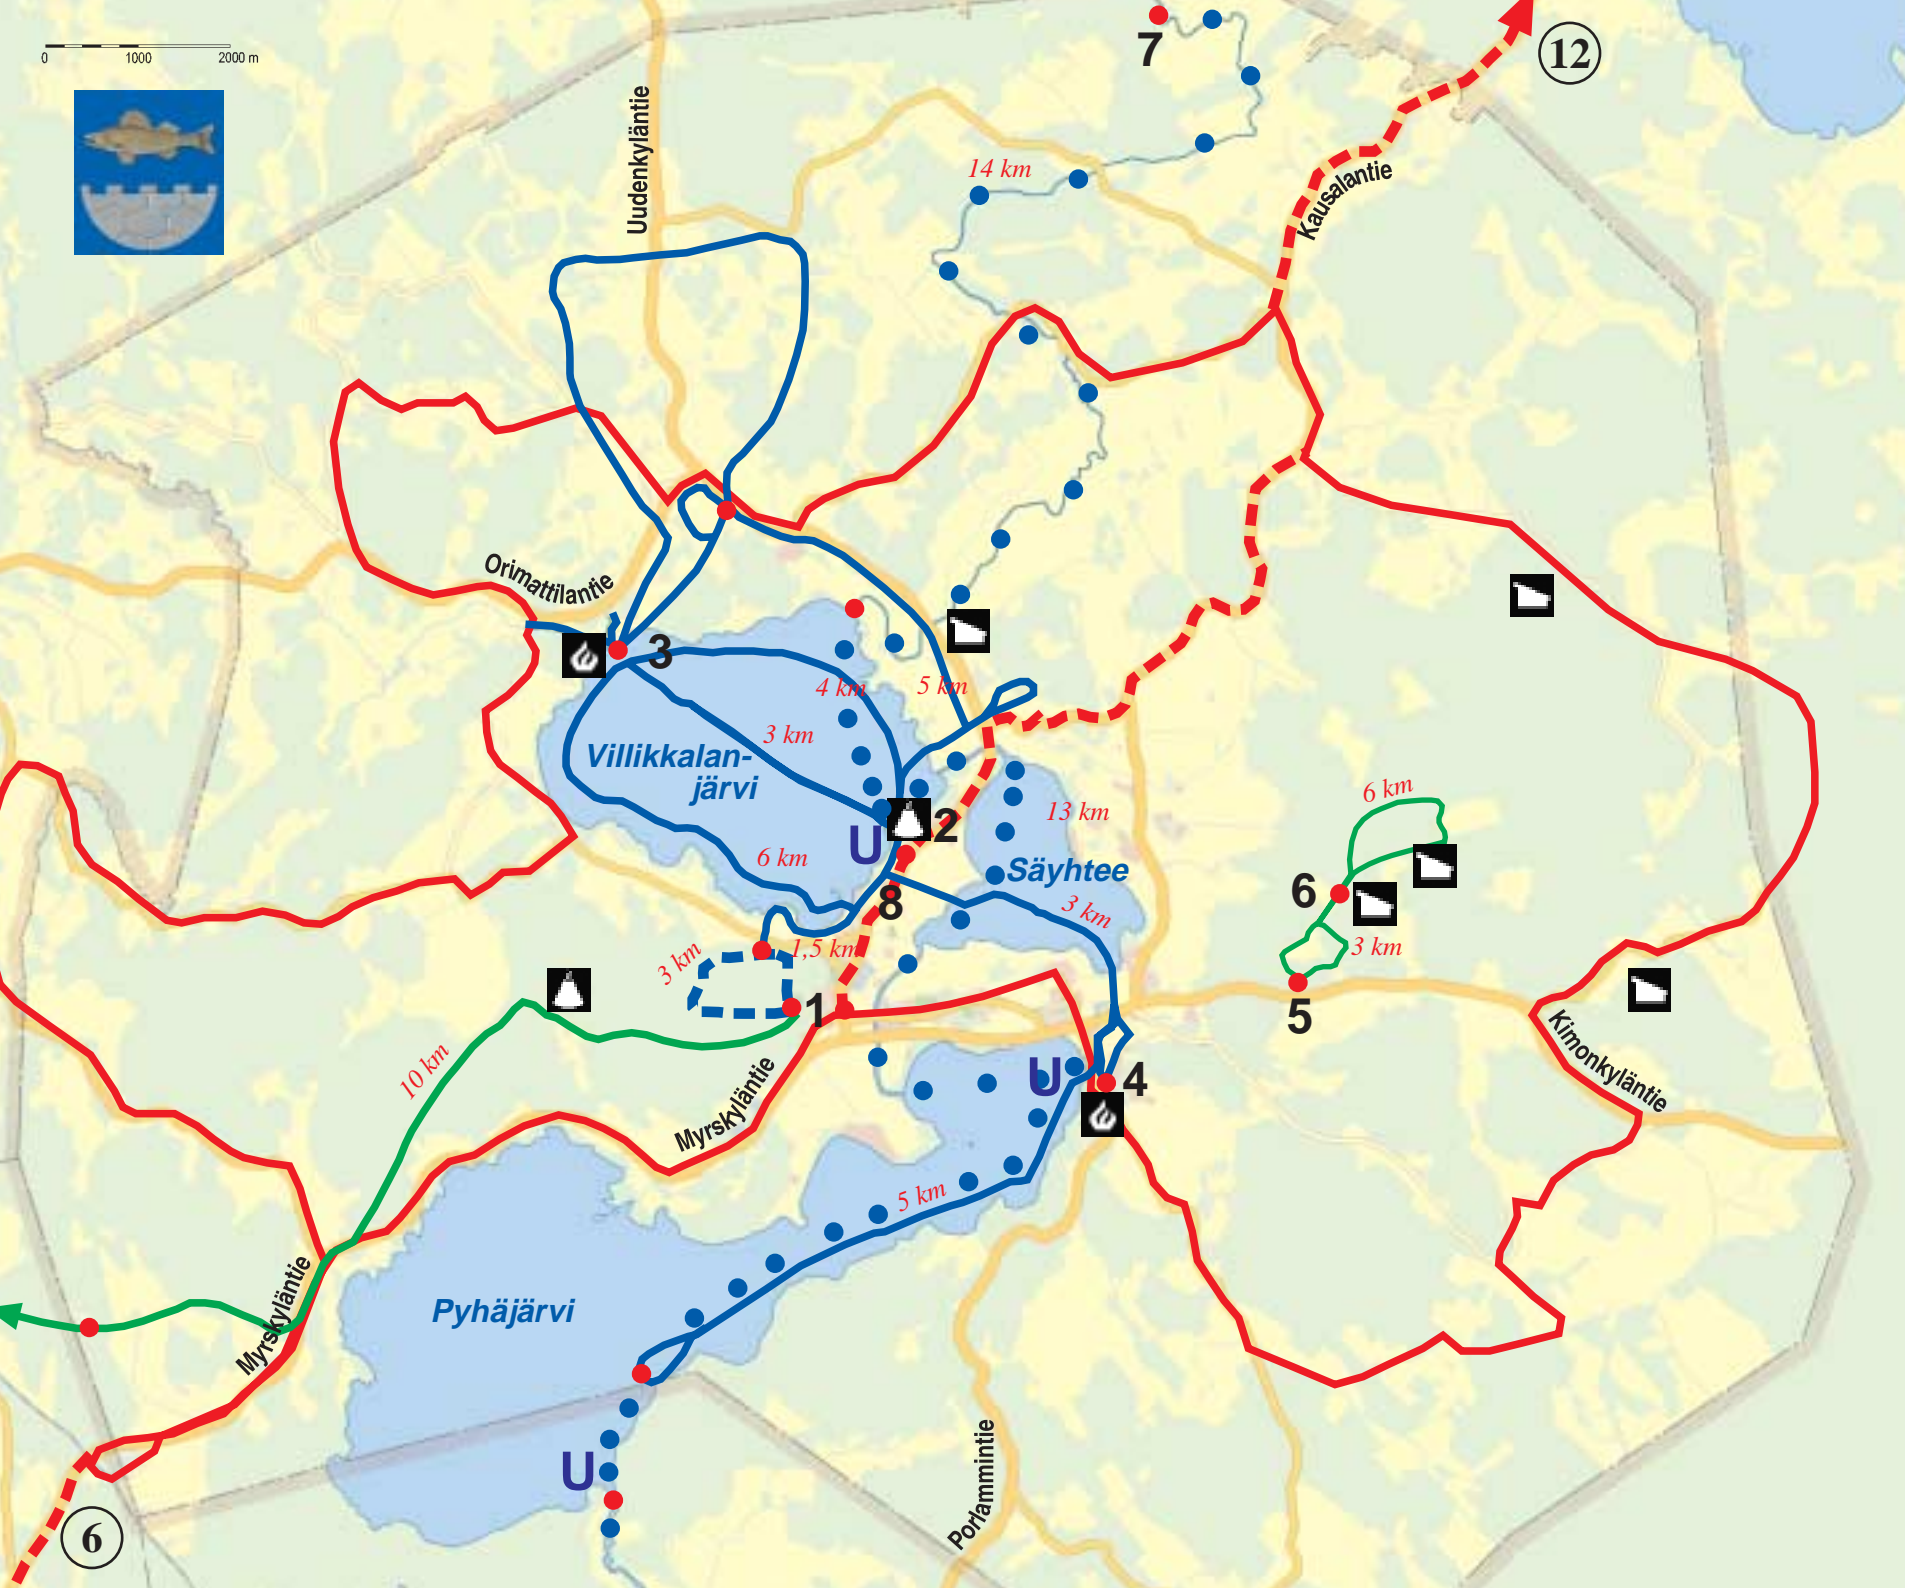 0 1000 2000 m
7
12
Uudenkyläntie
Kausalantie
14 km
Orimattilantie
3
4 km
5 km
3 km
Villikkalan-
järvi
6 km
13 km
U
2
6 km
Säyhtee
8
3 km
6
3 km
1,5 km
3 km
1
5
Kimonkyläntie
10 km
U
4
Myrskyläntie
5 km
Myrskyläntie
Pyhäjärvi
U
Porlammintie
6